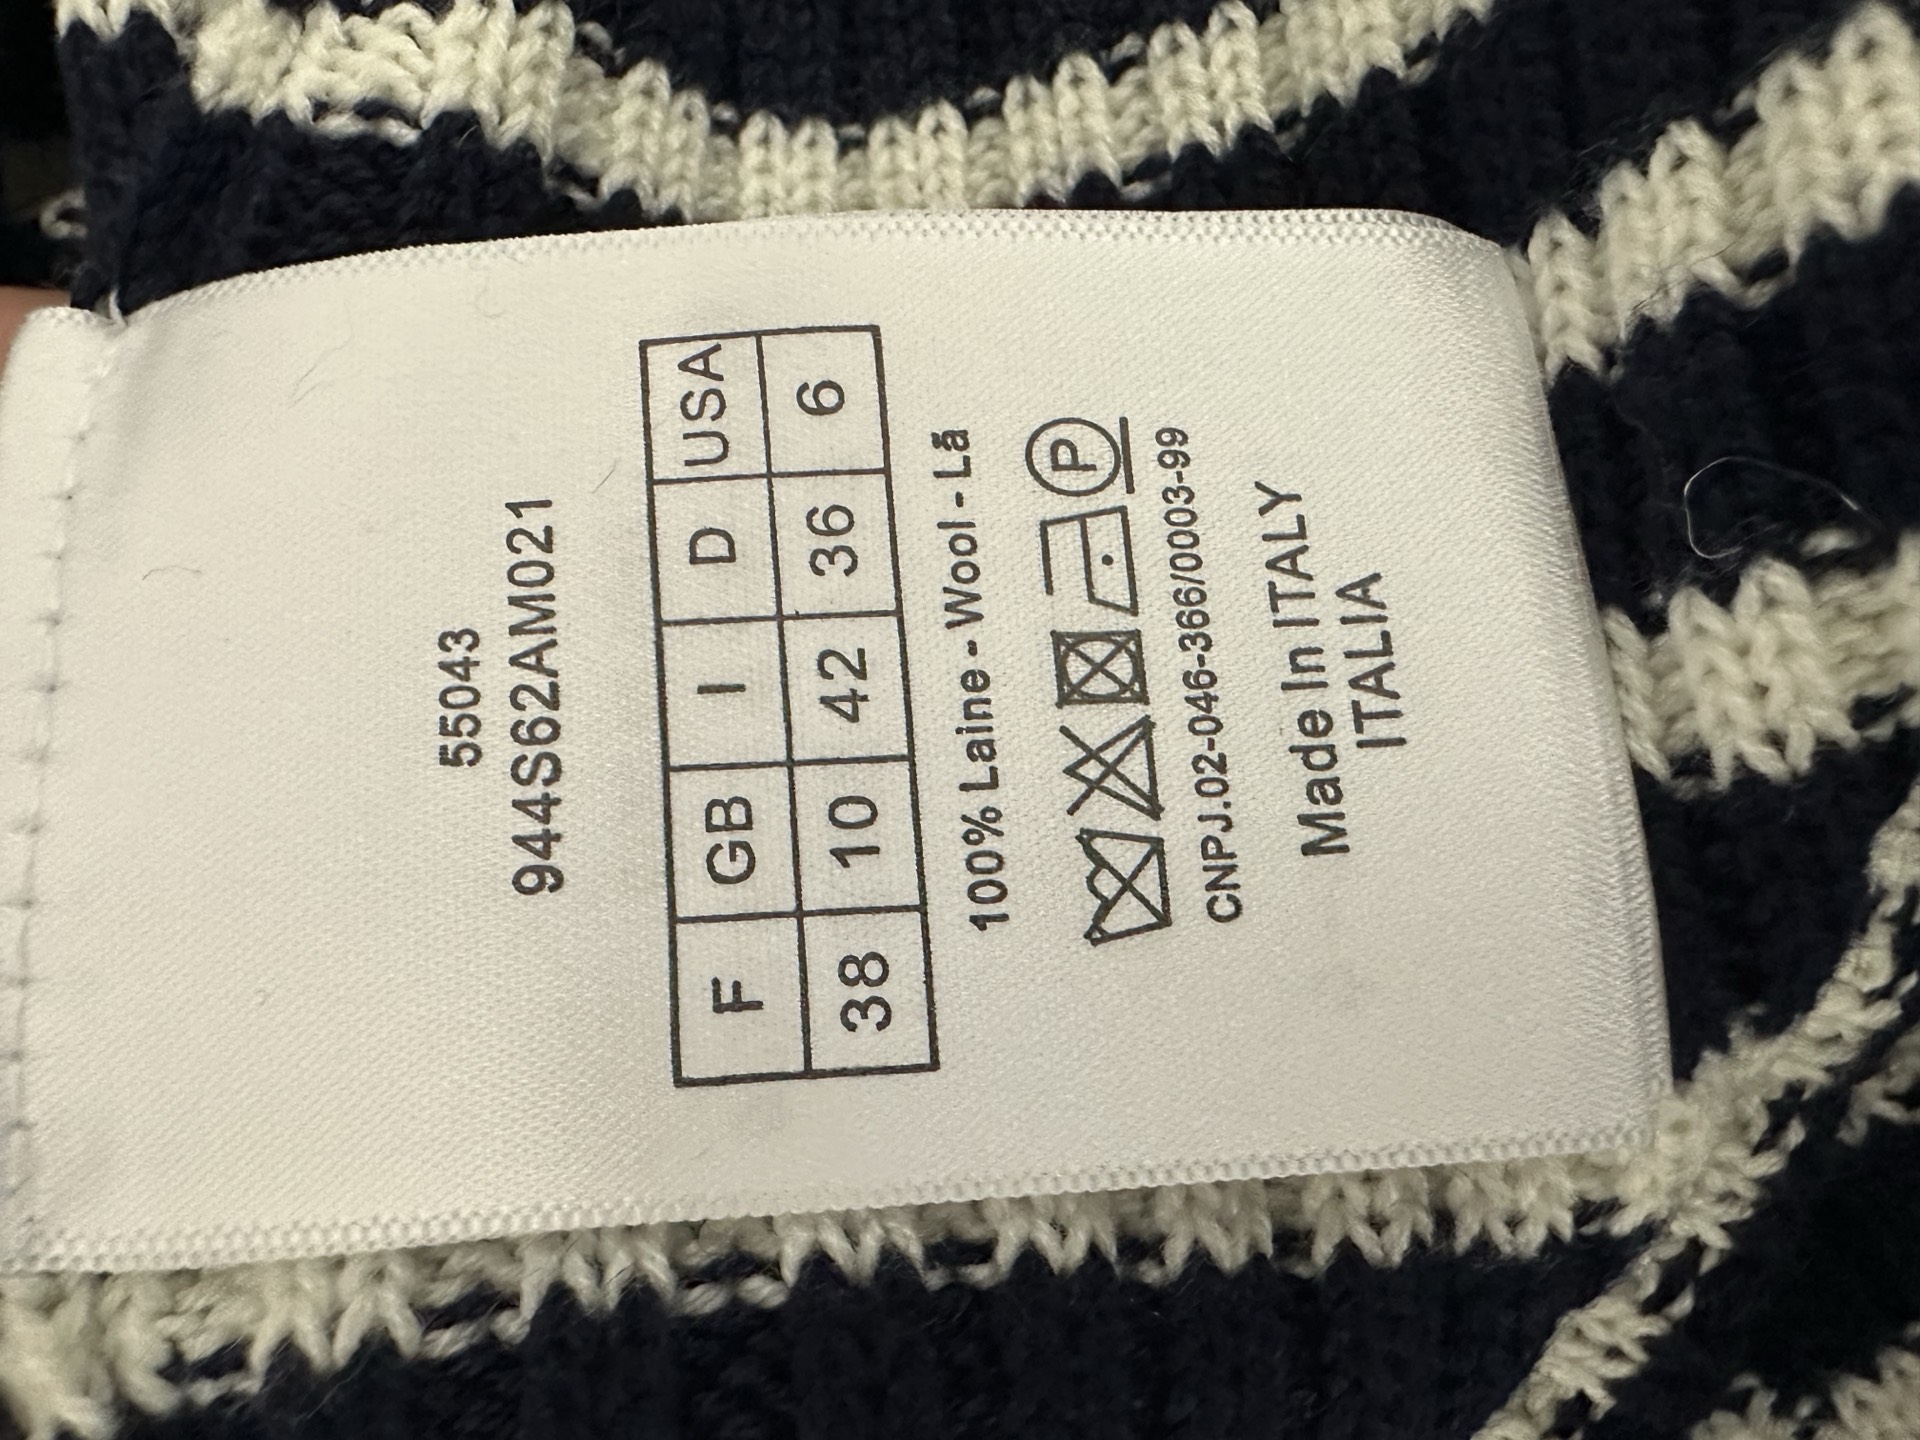 55043
944S62AM021
F GB I D USA
38 10 42 36 6
100% Laine - Wool - Lã
P
CNPJ.02-046-366/0003-99
Made In ITALY
ITALIA